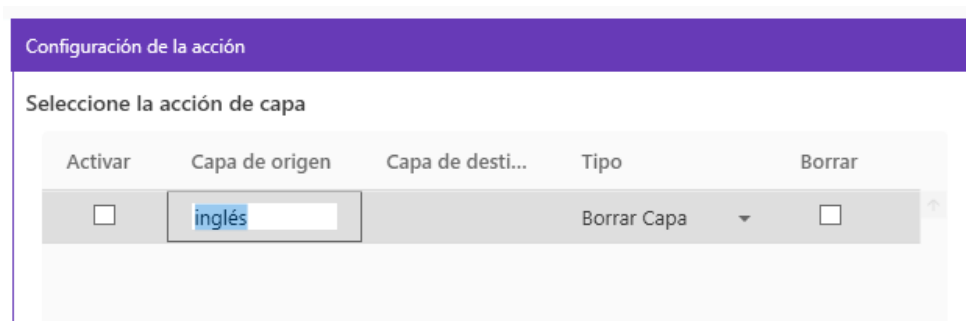 Configuración de la acción
Seleccione la acción de capa
Activar Capa de origen Capa de desti... Tipo Borrar
inglés Borrar Capa